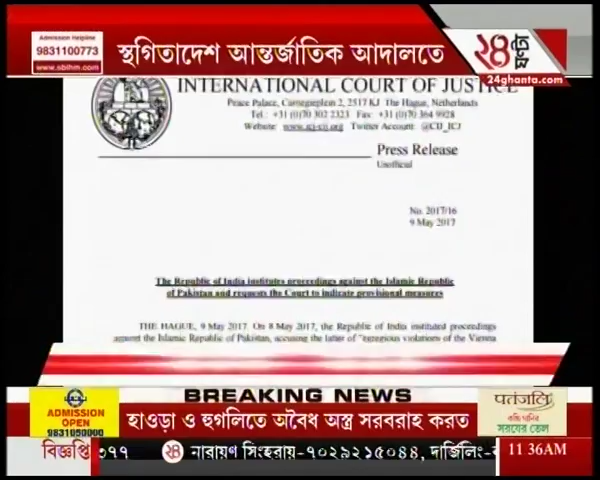 Admission Helpline
9831100773
www.sbihm.com
স্থগিতাদেশ আন্তর্জাতিক আদালতে
২৪ ঘণ্টা
24ghanta.com
INTERNATIONAL COURT OF JUSTICE
Peace Palace, Carnegieplein 2, 2517 KJ The Hague, Netherlands
Tel.: +31 (0)70 302 2323 Fax: +31 (0)70 364 9928
Website: www.icj-cij.org Twitter Account: @CIJ_ICJ
Press Release
Unofficial
No. 2017/16
9 May 2017
The Republic of India institutes proceedings against the Islamic Republic
of Pakistan and requests the Court to indicate provisional measures
THE HAGUE, 9 May 2017. On 8 May 2017, the Republic of India instituted proceedings
against the Islamic Republic of Pakistan, accusing the latter of "egregious violations of the Vienna
BREAKING NEWS
ADMISSION
OPEN
9831050000
হাওড়া ও হুগলিতে অবৈধ অস্ত্র সরবরাহ করত
पतंजलि
সরষের তেল
বিজ্ঞপ্তি
৩৭৭ ২৪ নারায়ণ সিংহরায়-৭০২৯২১৫০৪৪, দার্জিলিং-
11:36AM